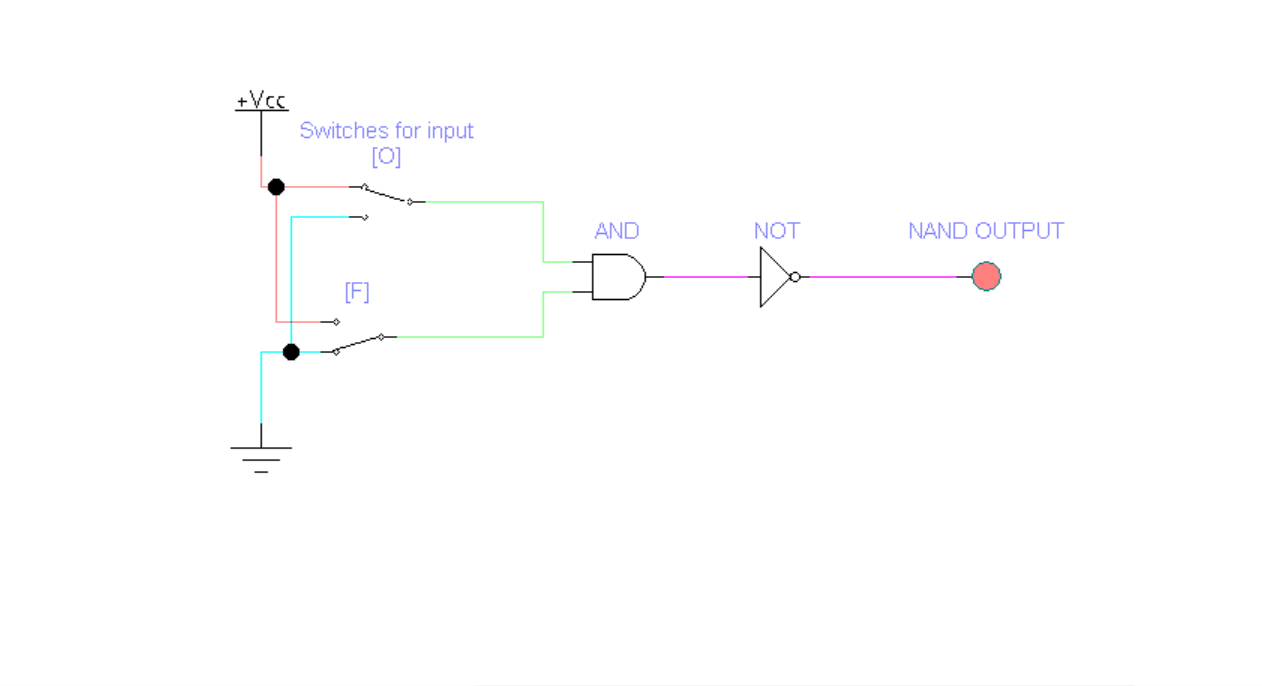 +Vcc
Switches for input
[O]
[F]
AND
NOT
NAND OUTPUT